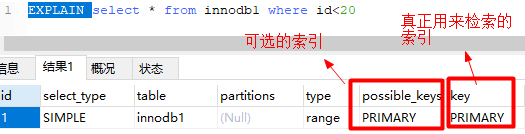 1 EXPLAIN select * from innodb1 where id<20
可选的索引
真正用来检索的
索引
信息 结果1 概况 状态
id select_type table partitions type possible_keys key
1 SIMPLE innodb1 (Null) range PRIMARY PRIMARY